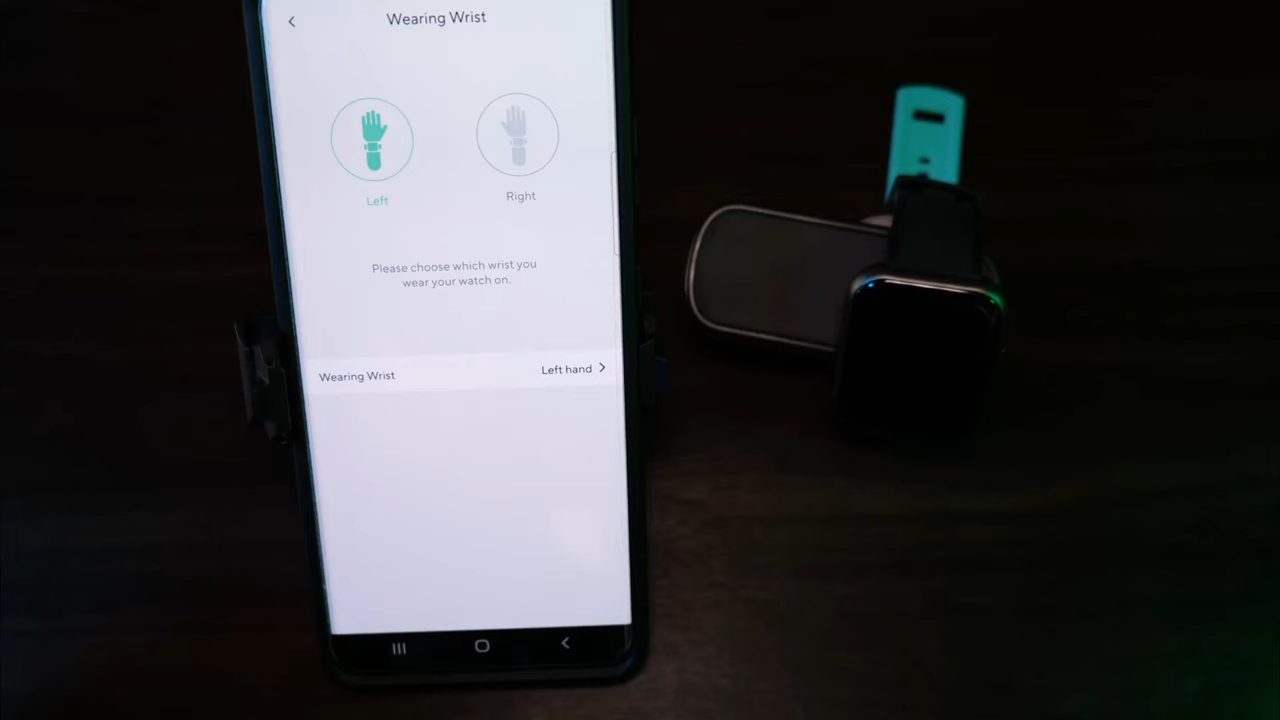 Wearing Wrist
Left
Right
Please choose which wrist you
wear your watch on.
Wearing Wrist
Left hand